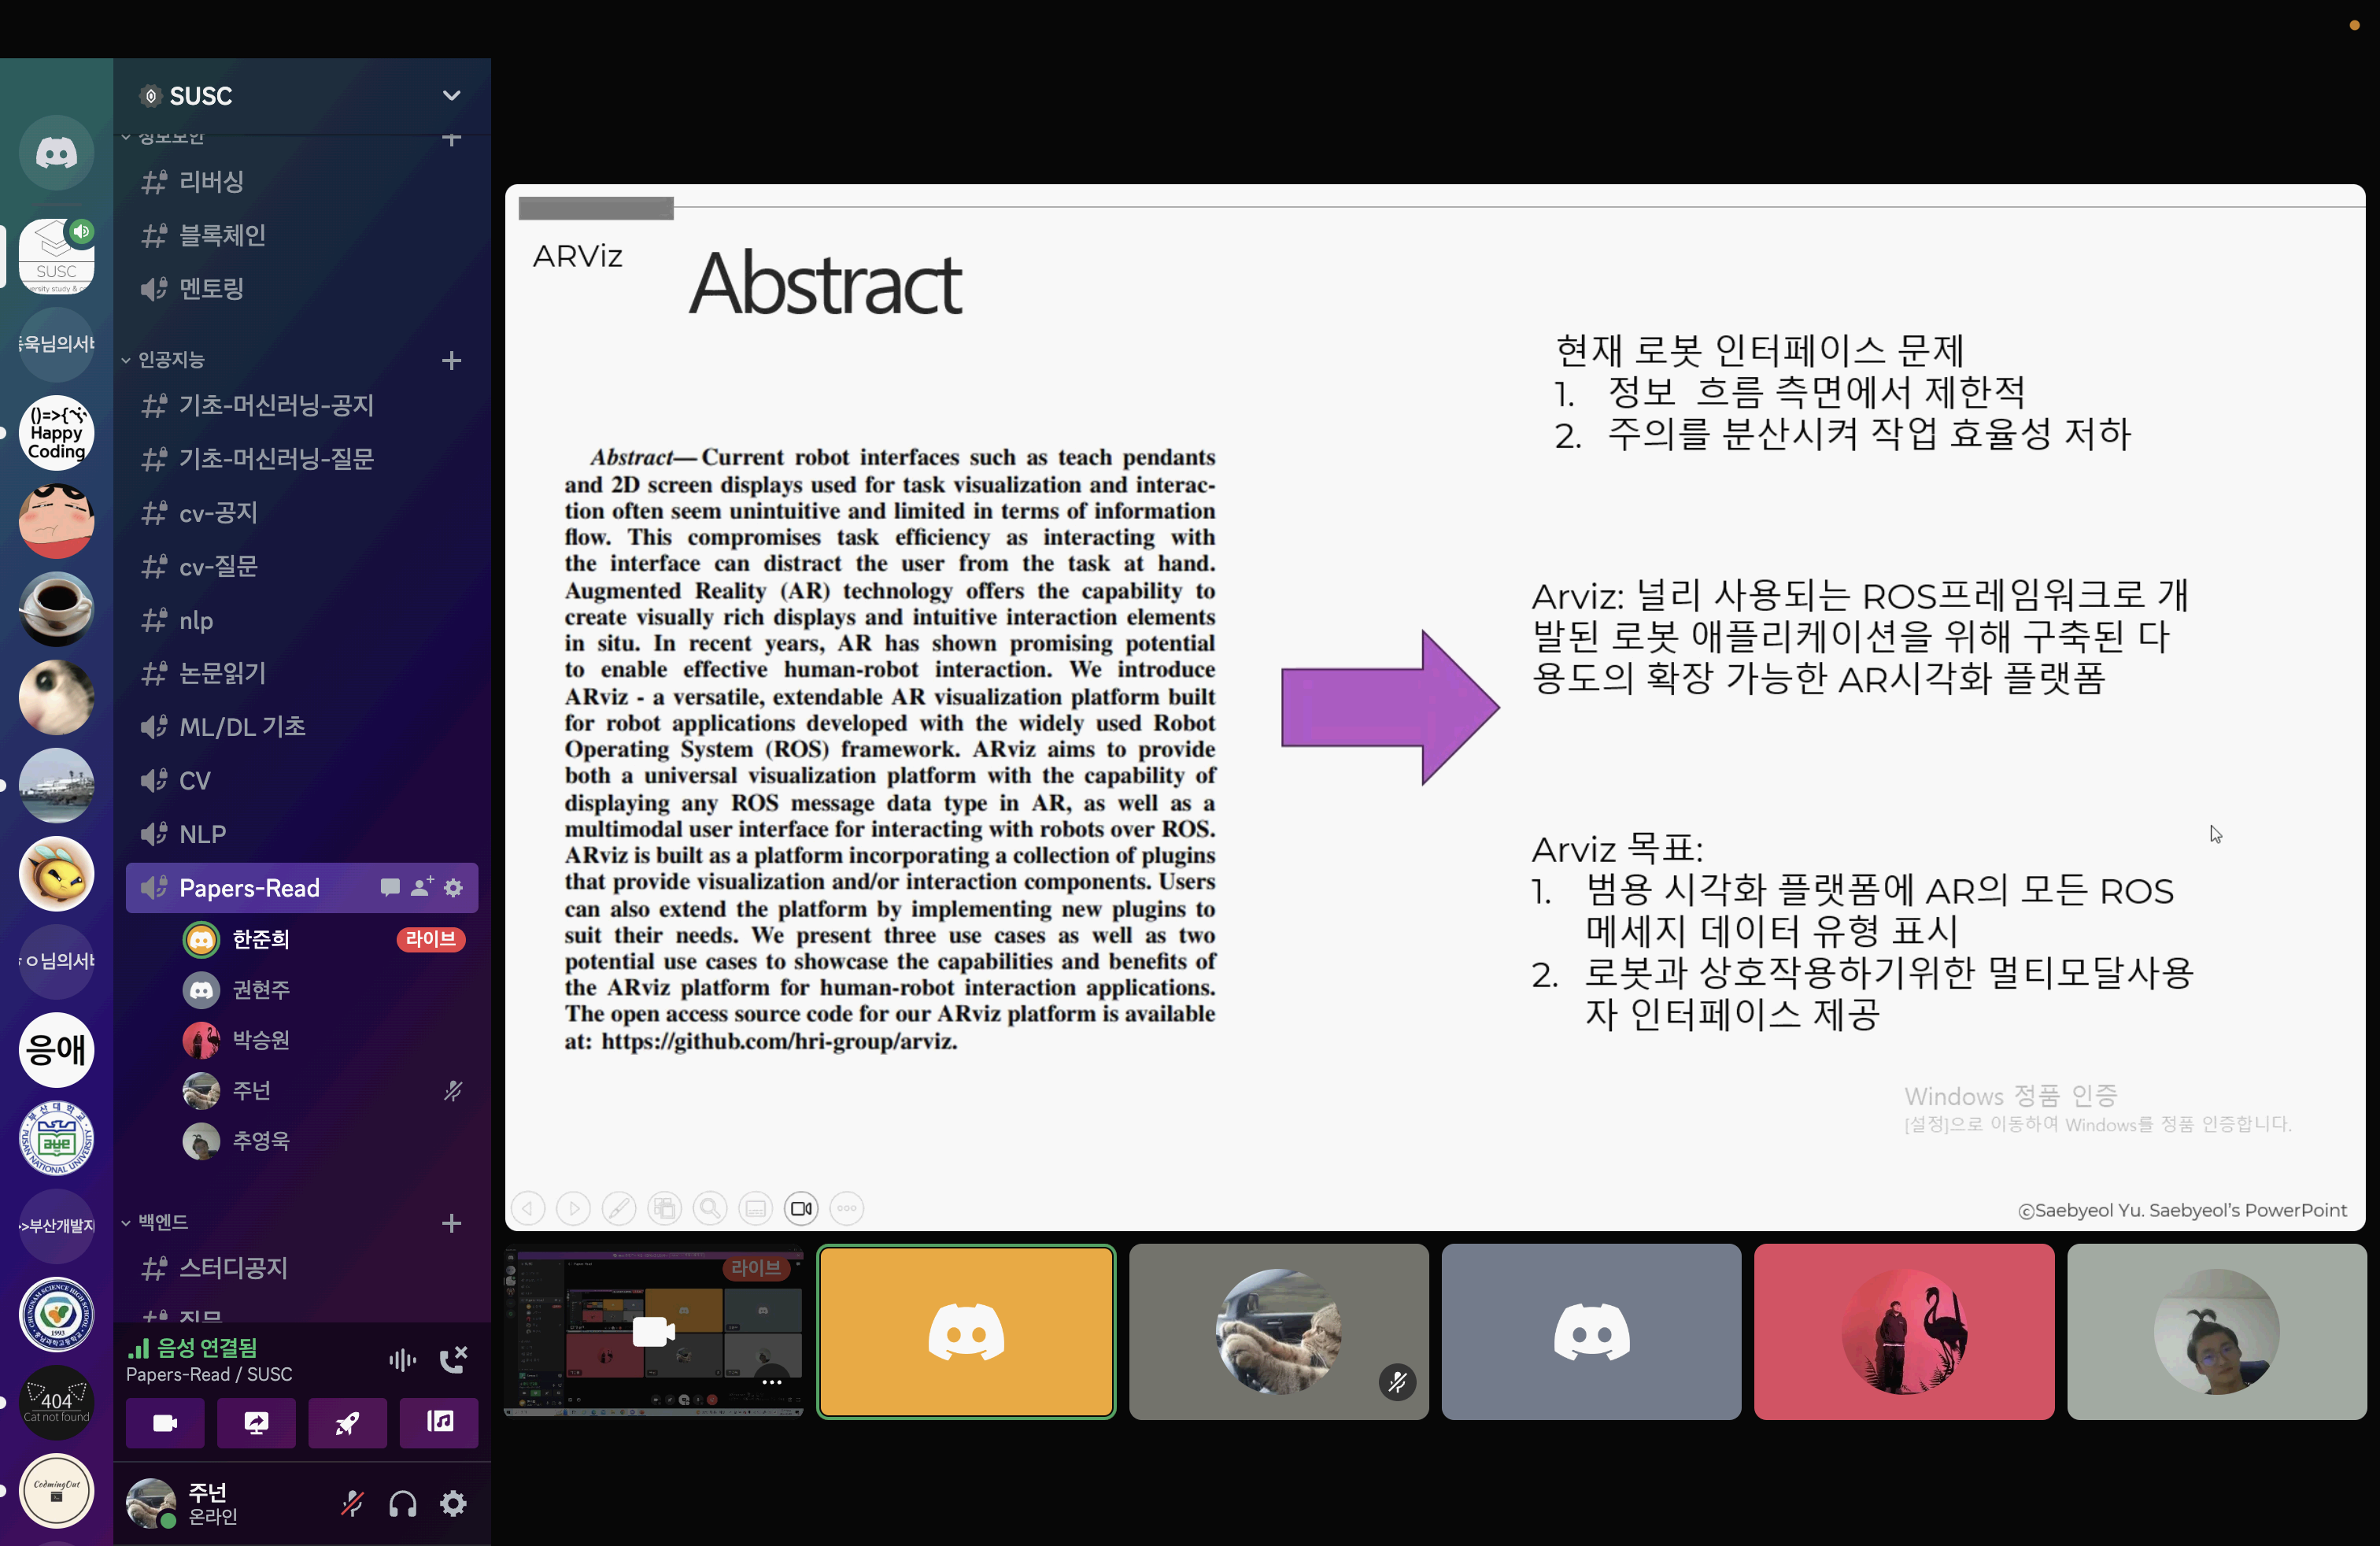 SUSC
정보보안
리버싱
블록체인
멘토링
인공지능
기초-머신러닝-공지
기초-머신러닝-질문
cv-공지
cv-질문
nlp
논문읽기
ML/DL 기초
CV
NLP
Papers-Read
한준희 라이브
권현주
박승원
주넌
추영욱
백엔드
스터디공지
질문
음성 연결됨
Papers-Read / SUSC
주넌
온라인
SUSC
()=>{
Happy
Coding
님의서버
응애
PUSAN NATIONAL UNIVERSITY
1993
404
Cat not found
CodmingOut
ARViz
Abstract
Abstract— Current robot interfaces such as teach pendants
and 2D screen displays used for task visualization and interac-
tion often seem unintuitive and limited in terms of information
flow. This compromises task efficiency as interacting with
the interface can distract the user from the task at hand.
Augmented Reality (AR) technology offers the capability to
create visually rich displays and intuitive interaction elements
in situ. In recent years, AR has shown promising potential
to enable effective human-robot interaction. We introduce
ARviz - a versatile, extendable AR visualization platform built
for robot applications developed with the widely used Robot
Operating System (ROS) framework. ARviz aims to provide
both a universal visualization platform with the capability of
displaying any ROS message data type in AR, as well as a
multimodal user interface for interacting with robots over ROS.
ARviz is built as a platform incorporating a collection of plugins
that provide visualization and/or interaction components. Users
can also extend the platform by implementing new plugins to
suit their needs. We present three use cases as well as two
potential use cases to showcase the capabilities and benefits of
the ARviz platform for human-robot interaction applications.
The open access source code for our ARviz platform is available
at: https://github.com/hri-group/arviz.
현재 로봇 인터페이스 문제
1. 정보 흐름 측면에서 제한적
2. 주의를 분산시켜 작업 효율성 저하
Arviz: 널리 사용되는 ROS프레임워크로 개
발된 로봇 애플리케이션을 위해 구축된 다
용도의 확장 가능한 AR시각화 플랫폼
Arviz 목표:
1. 범용 시각화 플랫폼에 AR의 모든 ROS
메세지 데이터 유형 표시
2. 로봇과 상호작용하기위한 멀티모달사용
자 인터페이스 제공
Windows 정품 인증
[설정]으로 이동하여 Windows를 정품 인증합니다.
©Saebyeol Yu. Saebyeol's PowerPoint
라이브